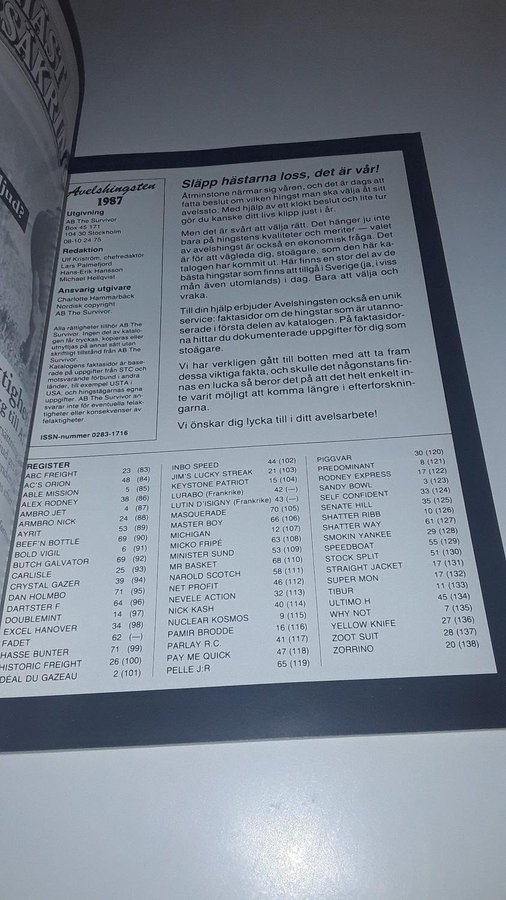 HÄST
SÄKRING
Avelshingsten
1987
Utgivning
AB The Survivor
Box 45 171
104 30 Stockholm
08-10 24 75
Redaktion
Ulf Kriström, chefredaktör
Lars Palmefjord
Hans-Erik Hansson
Michael Hellqvist
Ansvarig utgivare
Charlotte Hammarbäck
Nordisk copyright
AB The Survivor.
Alla rättigheter tillhör AB The
Survivor. Ingen del av katalo-
gen får tryckas, kopieras eller
utnyttjas på annat sätt utan
skriftligt tillstånd från AB The
Survivor.
Katalogens faktasidor är base-
rade på uppgifter från STC och
motsvarande förbund i andra
länder, till exempel USTA i
USA, och hingstägarnas egna
uppgifter. AB The Survivor an-
svarar inte för eventuella felak-
tigheter eller konsekvenser av
felaktigheter.
ISSN-nummer 0283-1716
Släpp hästarna loss, det är vår!
Åtminstone närmar sig våren, och det är dags att
fatta beslut om vilken hingst man ska välja åt sitt
avelssto. Med hjälp av ett klokt beslut och lite tur
gör du kanske ditt livs klipp just i år.
Men det är svårt att välja rätt. Det hänger ju inte
bara på hingstens kvaliteter och meriter — valet
av avelshingst är också en ekonomisk fråga. Det
är för att vägleda dig, stoägare, som den här ka-
talogen har kommit ut. Här finns en stor del av de
bästa hingstar som finns att tillgå i Sverige (ja, i viss
mån även utomlands) i dag. Bara att välja och
vraka.
Till din hjälp erbjuder Avelshingsten också en unik
service: faktasidor om de hingstar som är utanno-
serade i första delen av katalogen. På faktasidor-
na hittar du dokumenterade uppgifter för dig som
stoägare.
Vi har verkligen gått till botten med att ta fram
dessa viktiga fakta, och skulle det någonstans fin-
nas en lucka så beror det på att det helt enkelt in-
te varit möjligt att komma längre i efterforsknin-
garna.
Vi önskar dig lycka till i ditt avelsarbete!
REGISTER
ABC FREIGHT 23 (83)
AC'S ORION 48 (84)
ABLE MISSION 5 (85)
ALEX RODNEY 38 (86)
AMBRO JET 4 (87)
ARMBRO NICK 24 (88)
AYRIT 53 (89)
BEEF'N BOTTLE 69 (90)
BOLD VIGIL 6 (91)
BUTCH GALVATOR 69 (92)
CARLISLE 25 (93)
CRYSTAL GAZER 39 (94)
DAN HOLMBO 71 (95)
DARTSTER F 64 (96)
DOUBLEMINT 14 (97)
EXCEL HANOVER 34 (98)
FADET 62 (—)
HASSE BUNTER 71 (99)
HISTORIC FREIGHT 26 (100)
IDÉAL DU GAZEAU 2 (101)
INBO SPEED 44 (102)
JIM'S LUCKY STREAK 21 (103)
KEYSTONE PATRIOT 15 (104)
LURABO (Frankrike) 42 (—)
LUTIN D'ISIGNY (Frankrike) 43 (—)
MASQUERADE 70 (105)
MASTER BOY 66 (106)
MICHIGAN 12 (107)
MICKO FRIPÉ 63 (108)
MINISTER SUND 53 (109)
MR BASKET 68 (110)
NAROLD SCOTCH 58 (111)
NET PROFIT 46 (112)
NEVELE ACTION 32 (113)
NICK KASH 40 (114)
NUCLEAR KOSMOS 9 (115)
PAMIR BRODDE 16 (116)
PARLAY R.C. 41 (117)
PAY ME QUICK 47 (118)
PELLE J:R 65 (119)
PIGGVAR 30 (120)
PREDOMINANT 8 (121)
RODNEY EXPRESS 17 (122)
SANDY BOWL 3 (123)
SELF CONFIDENT 33 (124)
SENATE HILL 35 (125)
SHATTER RIBB 10 (126)
SHATTER WAY 61 (127)
SMOKIN YANKEE 29 (128)
SPEEDBOAT 55 (129)
STOCK SPLIT 51 (130)
STRAIGHT JACKET 17 (131)
SUPER MON 17 (132)
TIBUR 11 (133)
ULTIMO H 45 (134)
WHY NOT 7 (135)
YELLOW KNIFE 27 (136)
ZOOT SUIT 28 (137)
ZORRINO 20 (138)